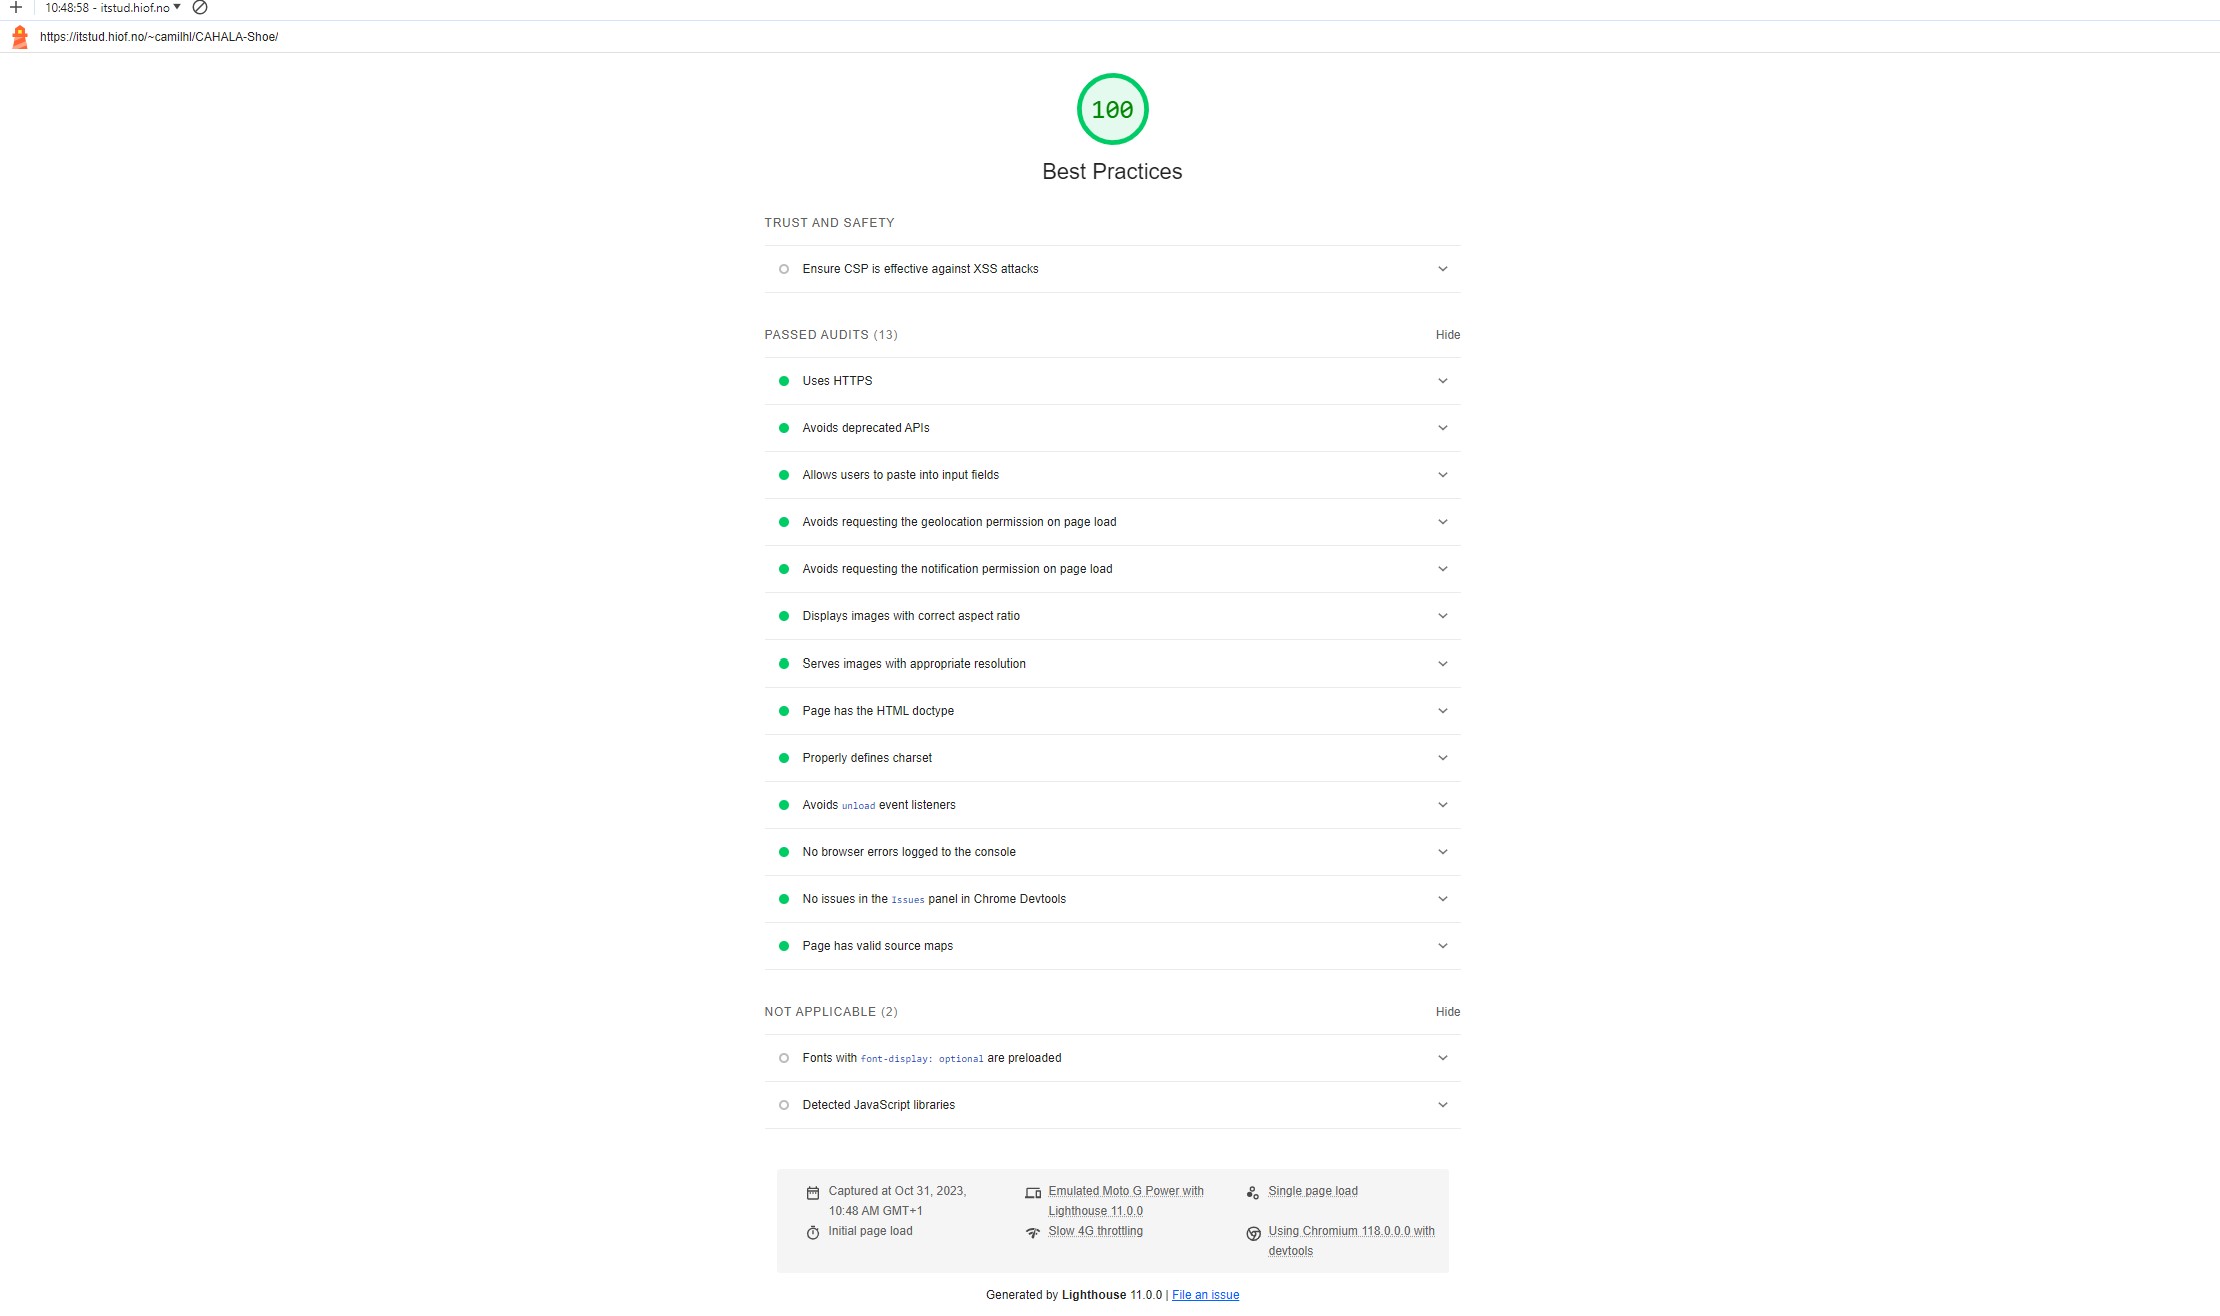 10:48:58 - itstud.hiof.no
https://itstud.hiof.no/~camilhl/CAHALA-Shoe/
100
Best Practices
TRUST AND SAFETY
Ensure CSP is effective against XSS attacks
PASSED AUDITS (13) Hide
Uses HTTPS
Avoids deprecated APIs
Allows users to paste into input fields
Avoids requesting the geolocation permission on page load
Avoids requesting the notification permission on page load
Displays images with correct aspect ratio
Serves images with appropriate resolution
Page has the HTML doctype
Properly defines charset
Avoids unload event listeners
No browser errors logged to the console
No issues in the Issues panel in Chrome Devtools
Page has valid source maps
NOT APPLICABLE (2) Hide
Fonts with font-display: optional are preloaded
Detected JavaScript libraries
Captured at Oct 31, 2023,
10:48 AM GMT+1
Emulated Moto G Power with
Lighthouse 11.0.0
Single page load
Initial page load
Slow 4G throttling
Using Chromium 118.0.0.0 with
devtools
Generated by Lighthouse 11.0.0 | File an issue